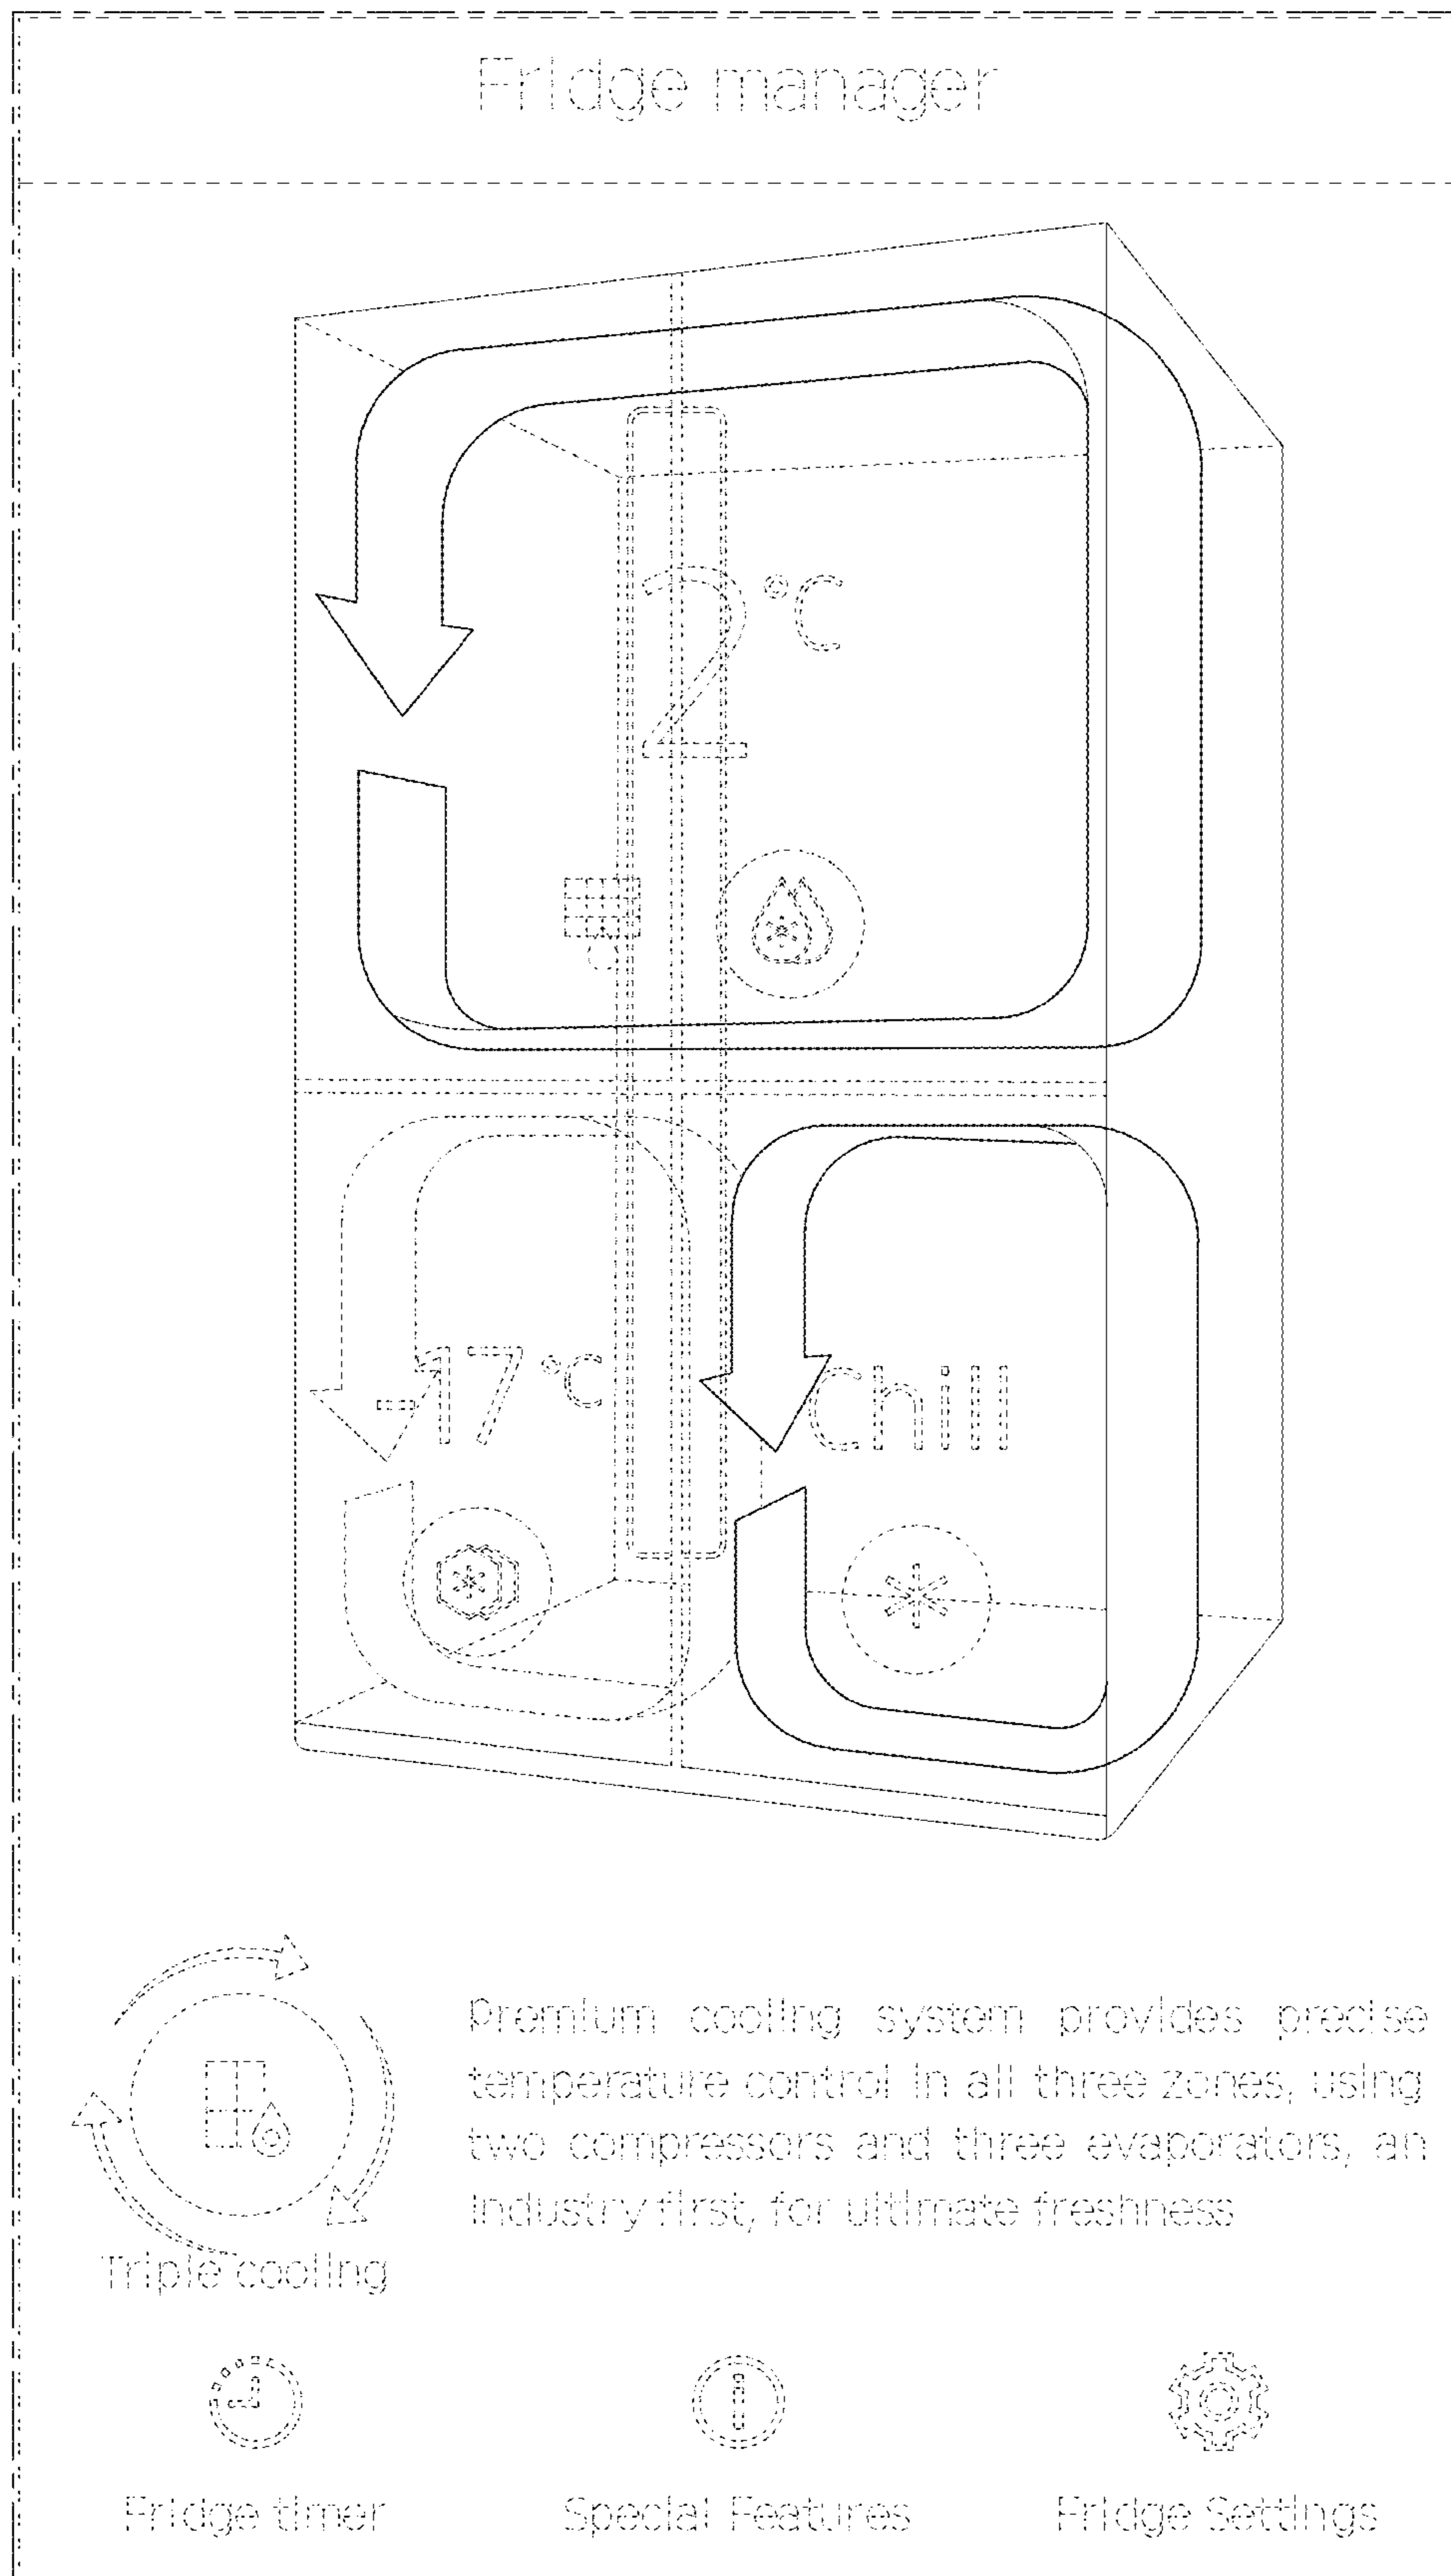 Fridge manager
2°C
-17°C
Chill
Premium cooling system provides precise
temperature control in all three zones, using
two compressors and three evaporators, an
industry first, for ultimate freshness
Triple cooling
Fridge timer
Special Features
Fridge Settings